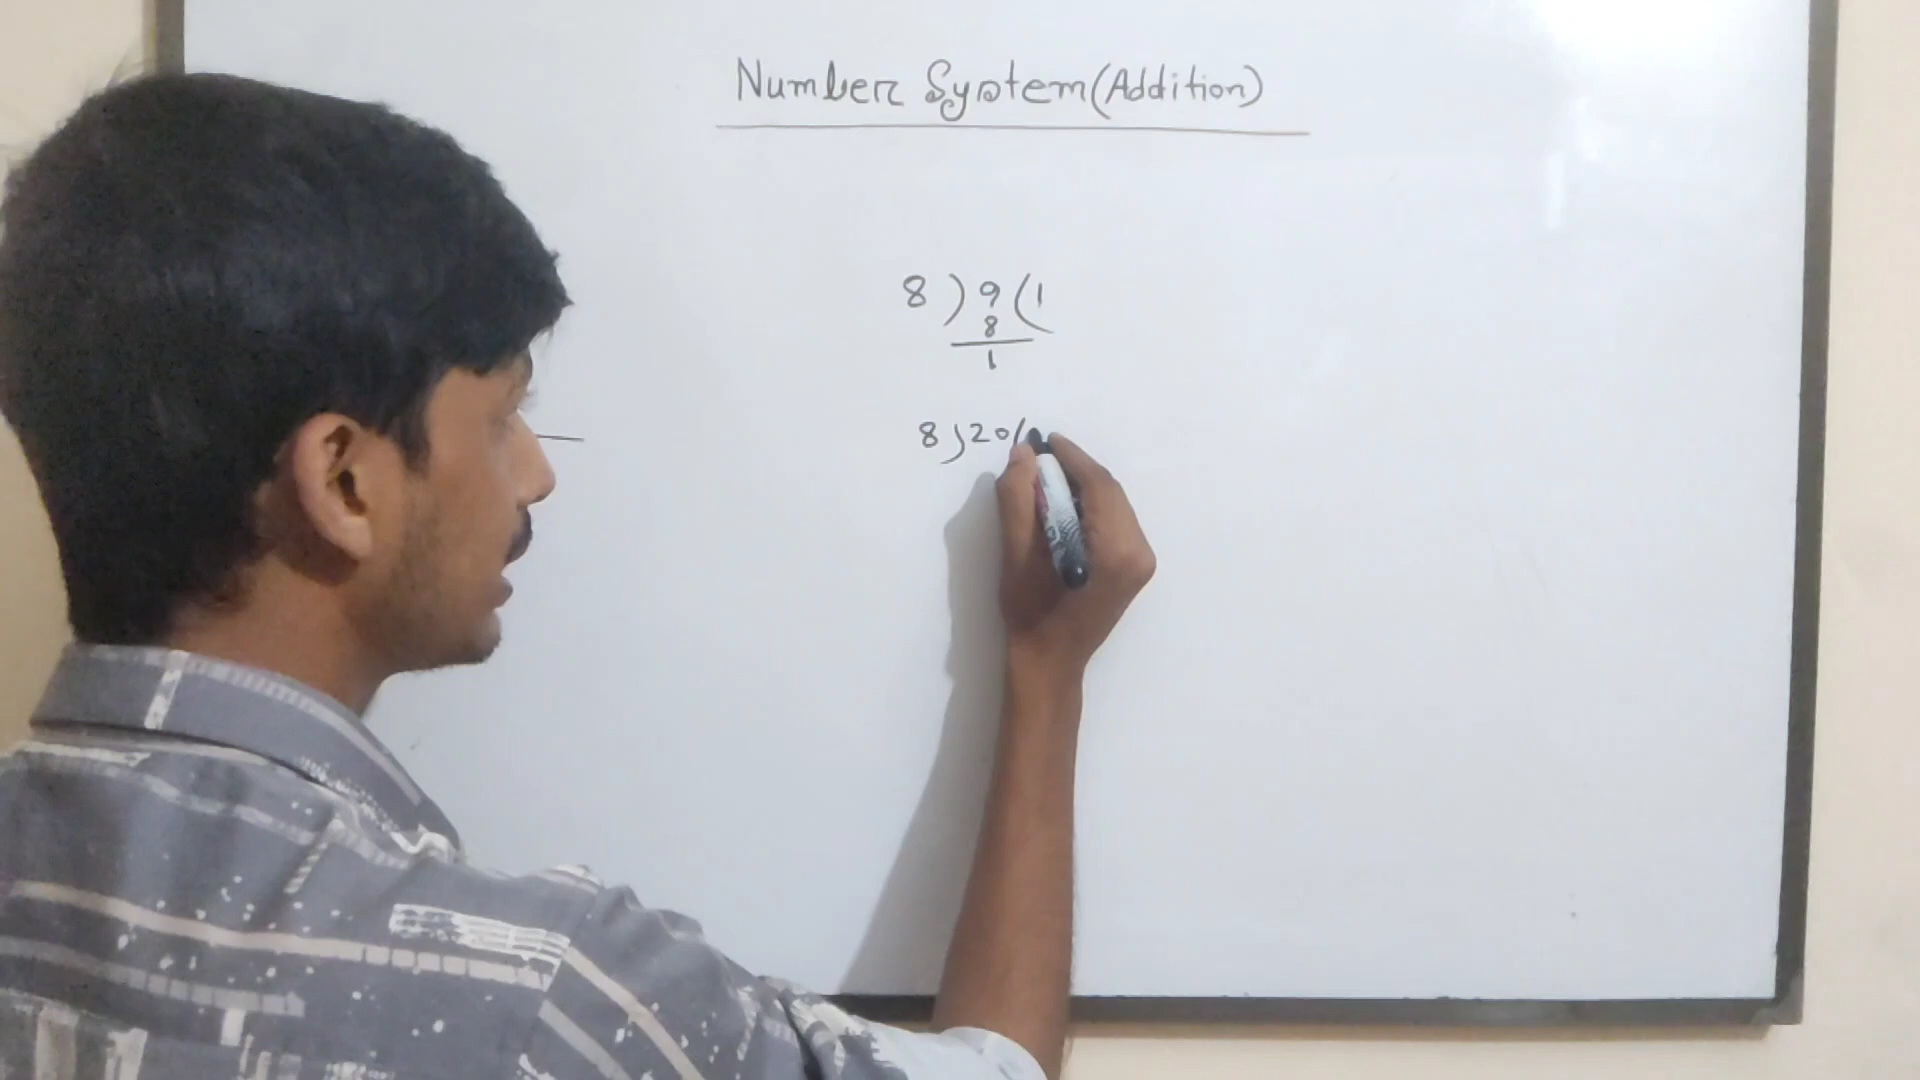 Number System (Addition)
8 ) 9 ( 1
8
1
8 ) 20 (